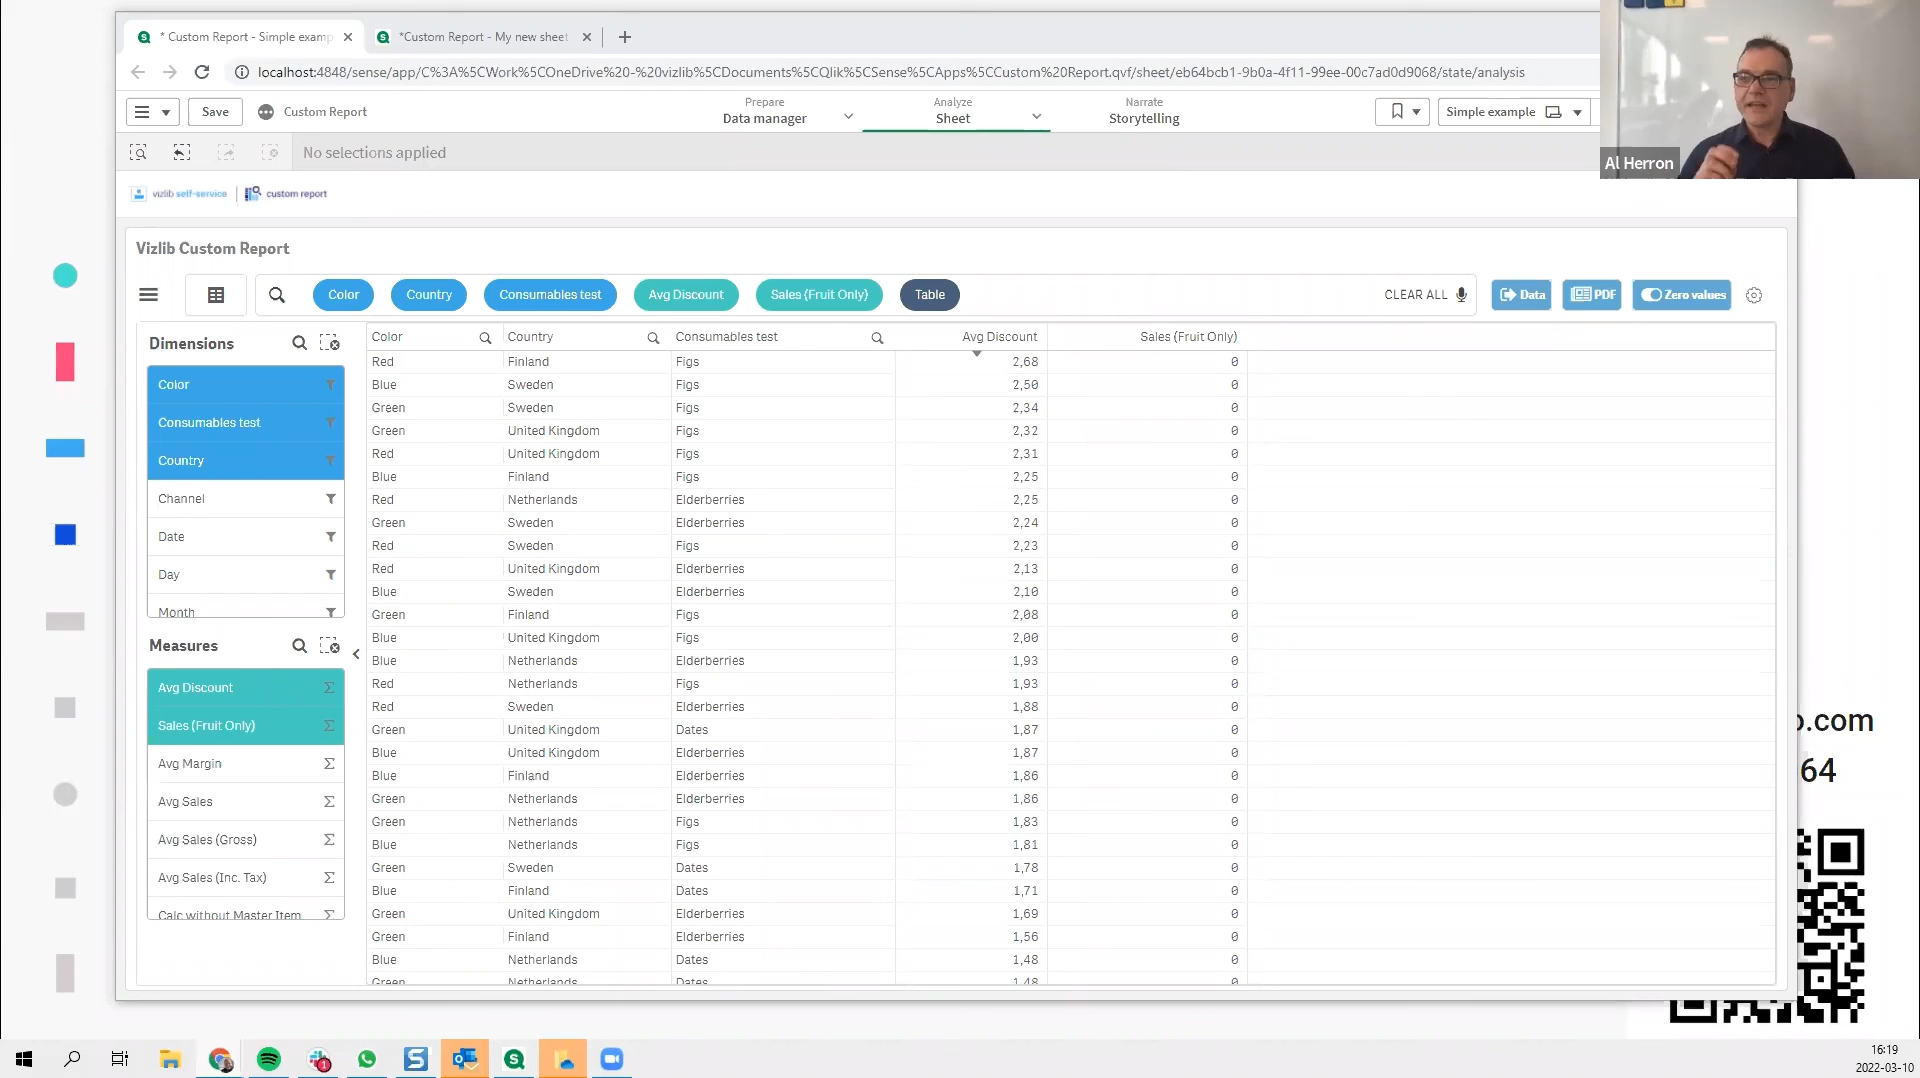 * Custom Report - Simple examp
*Custom Report - My new sheet
localhost:4848/sense/app/C%3A%5CWork%5COneDrive%20-%20vizlib%5CDocuments%5CQlik%5CSense%5CApps%5CCustom%20Report.qvf/sheet/eb64bcb1-9b0a-4f11-99ee-00c7ad0d9068/state/analysis
Save
Custom Report
Prepare
Data manager
Analyze
Sheet
Narrate
Storytelling
Simple example
No selections applied
Al Herron
vizlib self-service
custom report
Vizlib Custom Report
Color Country Consumables test Avg Discount Sales (Fruit Only) Table CLEAR ALL Data PDF Zero values
Dimensions
Color
Consumables test
Country
Channel
Date
Day
Month
Measures
Avg Discount
Sales (Fruit Only)
Avg Margin
Avg Sales
Avg Sales (Gross)
Avg Sales (Inc. Tax)
Calc without Master Item
Color Country Consumables test Avg Discount Sales (Fruit Only)
Red Finland Figs 2,68 0
Blue Sweden Figs 2,50 0
Green Sweden Figs 2,34 0
Green United Kingdom Figs 2,32 0
Red United Kingdom Figs 2,31 0
Blue Finland Figs 2,25 0
Red Netherlands Elderberries 2,25 0
Green Sweden Elderberries 2,24 0
Red Sweden Figs 2,23 0
Red United Kingdom Elderberries 2,13 0
Blue Sweden Elderberries 2,10 0
Green Finland Figs 2,08 0
Blue United Kingdom Figs 2,00 0
Blue Netherlands Elderberries 1,93 0
Red Netherlands Figs 1,93 0
Red Sweden Elderberries 1,88 0
Green United Kingdom Dates 1,87 0
Blue United Kingdom Elderberries 1,87 0
Blue Finland Elderberries 1,86 0
Green Netherlands Elderberries 1,86 0
Green Netherlands Figs 1,83 0
Blue Netherlands Figs 1,81 0
Green Sweden Dates 1,78 0
Blue Finland Dates 1,71 0
Green United Kingdom Elderberries 1,69 0
Green Finland Elderberries 1,56 0
Blue Netherlands Dates 1,48 0
Green Netherlands Dates 1,48 0
.com
64
16:19
2022-03-10